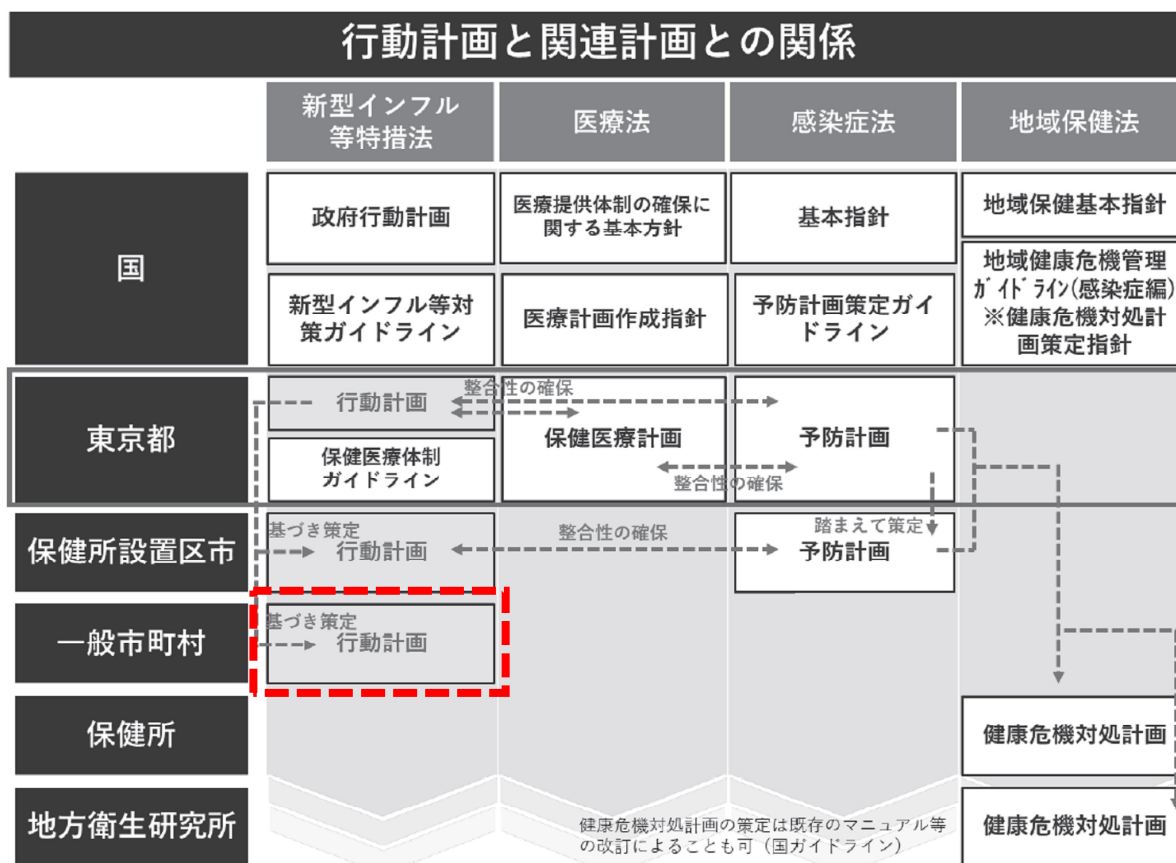 行動計画と関連計画との関係
新型インフル
等特措法
医療法
感染症法
地域保健法
国
政府行動計画
医療提供体制の確保に
関する基本方針
基本指針
地域保健基本指針
新型インフル等対
策ガイドライン
医療計画作成指針
予防計画策定ガイ
ドライン
地域健康危機管理
ｶﾞｲﾄﾞﾗｲﾝ(感染症編)
※健康危機対処計
画策定指針
東京都
行動計画
整合性の確保
保健医療計画
予防計画
保健医療体制
ガイドライン
整合性の確保
保健所設置区市
基づき策定
行動計画
整合性の確保
踏まえて策定
予防計画
一般市町村
基づき策定
行動計画
保健所
健康危機対処計画
地方衛生研究所
健康危機対処計画の策定は既存のマニュアル等
の改訂によることも可（国ガイドライン）
健康危機対処計画